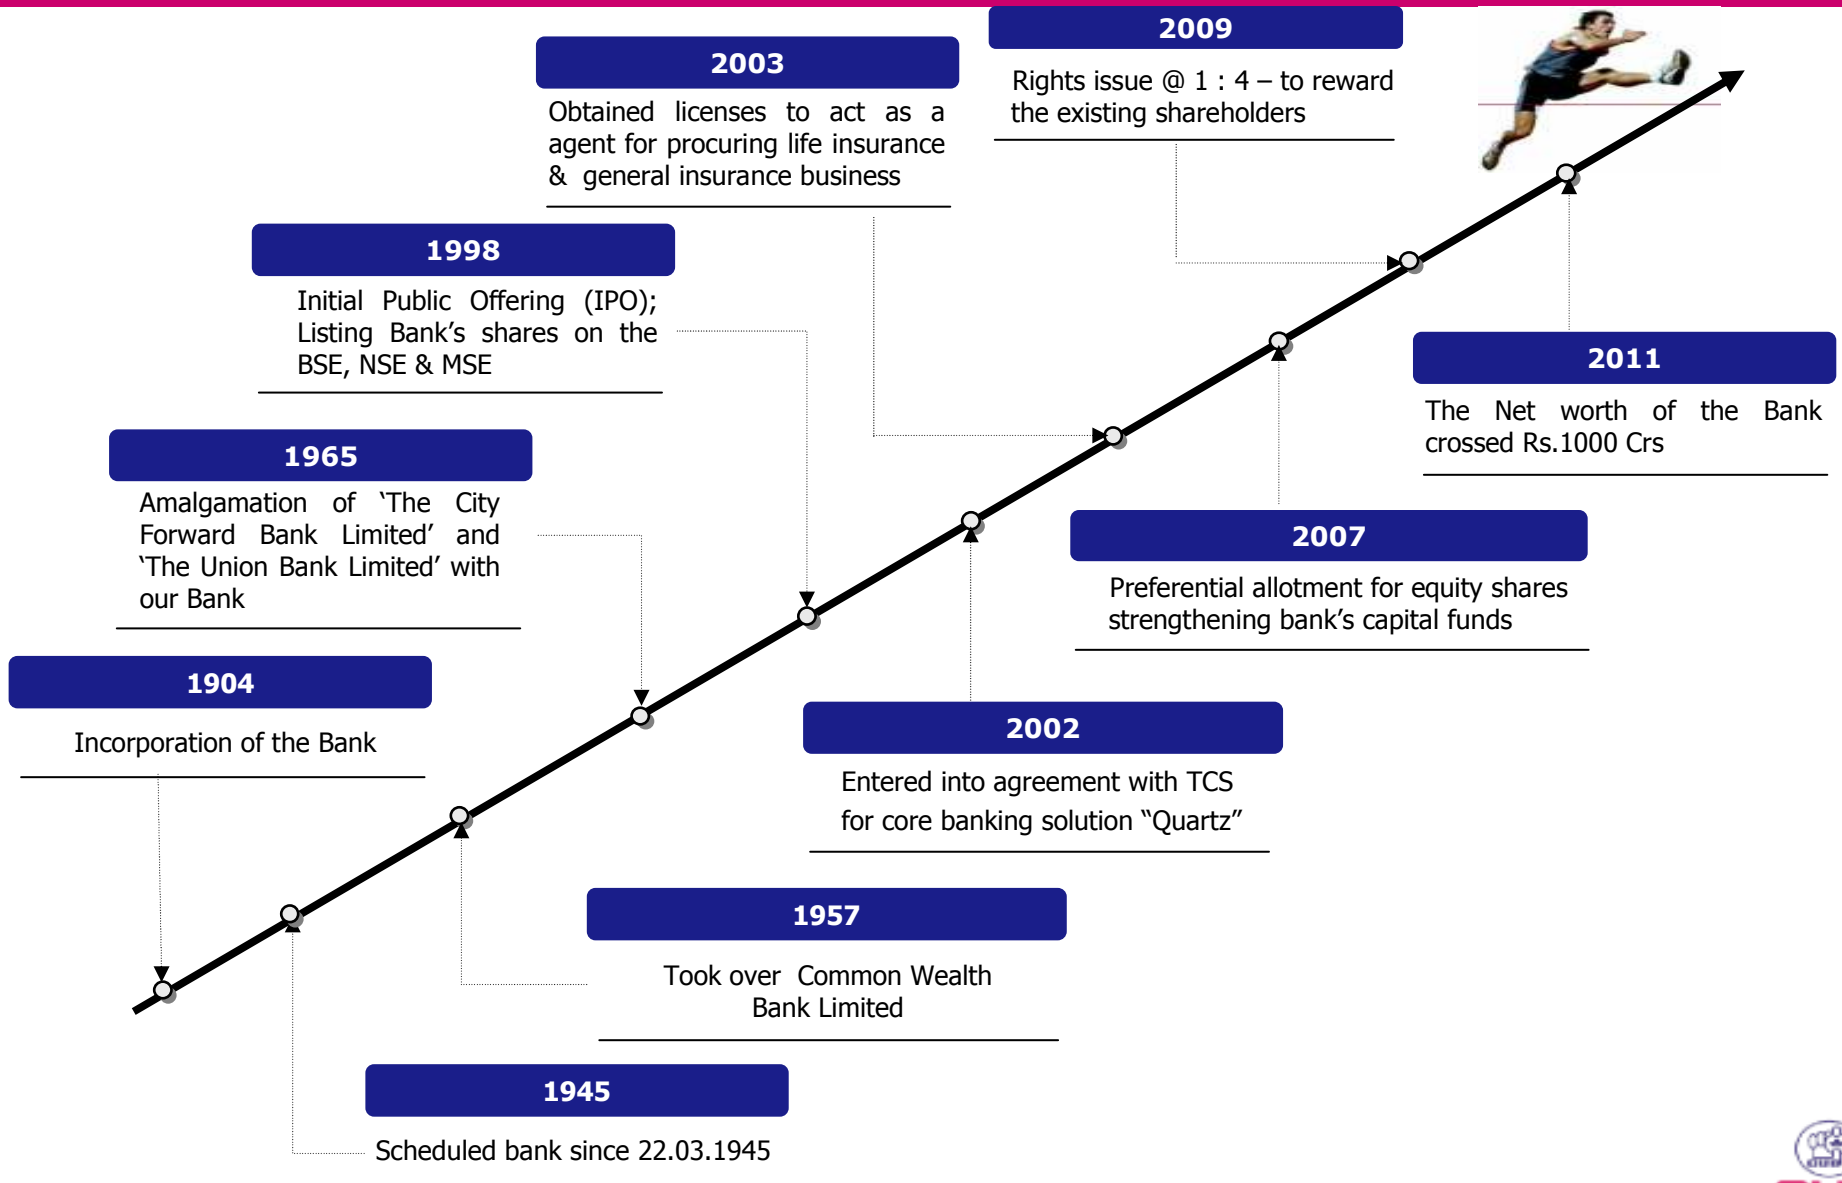 2009
Rights issue @ 1 : 4 – to reward
the existing shareholders
2003
Obtained licenses to act as a
agent for procuring life insurance
& general insurance business
1998
Initial Public Offering (IPO);
Listing Bank’s shares on the
BSE, NSE & MSE
2011
The Net worth of the Bank
crossed Rs.1000 Crs
1965
Amalgamation of ‘The City
Forward Bank Limited’ and
‘The Union Bank Limited’ with
our Bank
2007
Preferential allotment for equity shares
strengthening bank’s capital funds
1904
Incorporation of the Bank
2002
Entered into agreement with TCS
for core banking solution “Quartz”
1957
Took over Common Wealth
Bank Limited
1945
Scheduled bank since 22.03.1945